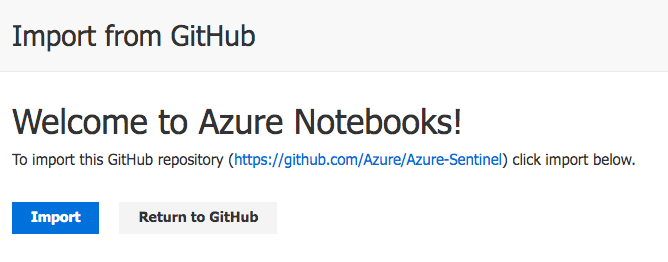 Import from GitHub
Welcome to Azure Notebooks!
To import this GitHub repository (https://github.com/Azure/Azure-Sentinel) click import below.
Import
Return to GitHub